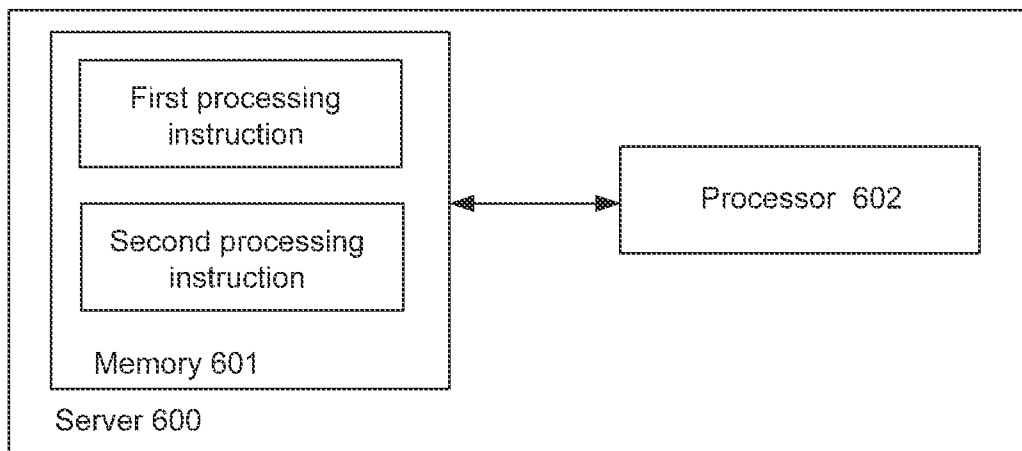 First processing
instruction
Second processing
instruction
Memory 601
Server 600
Processor 602